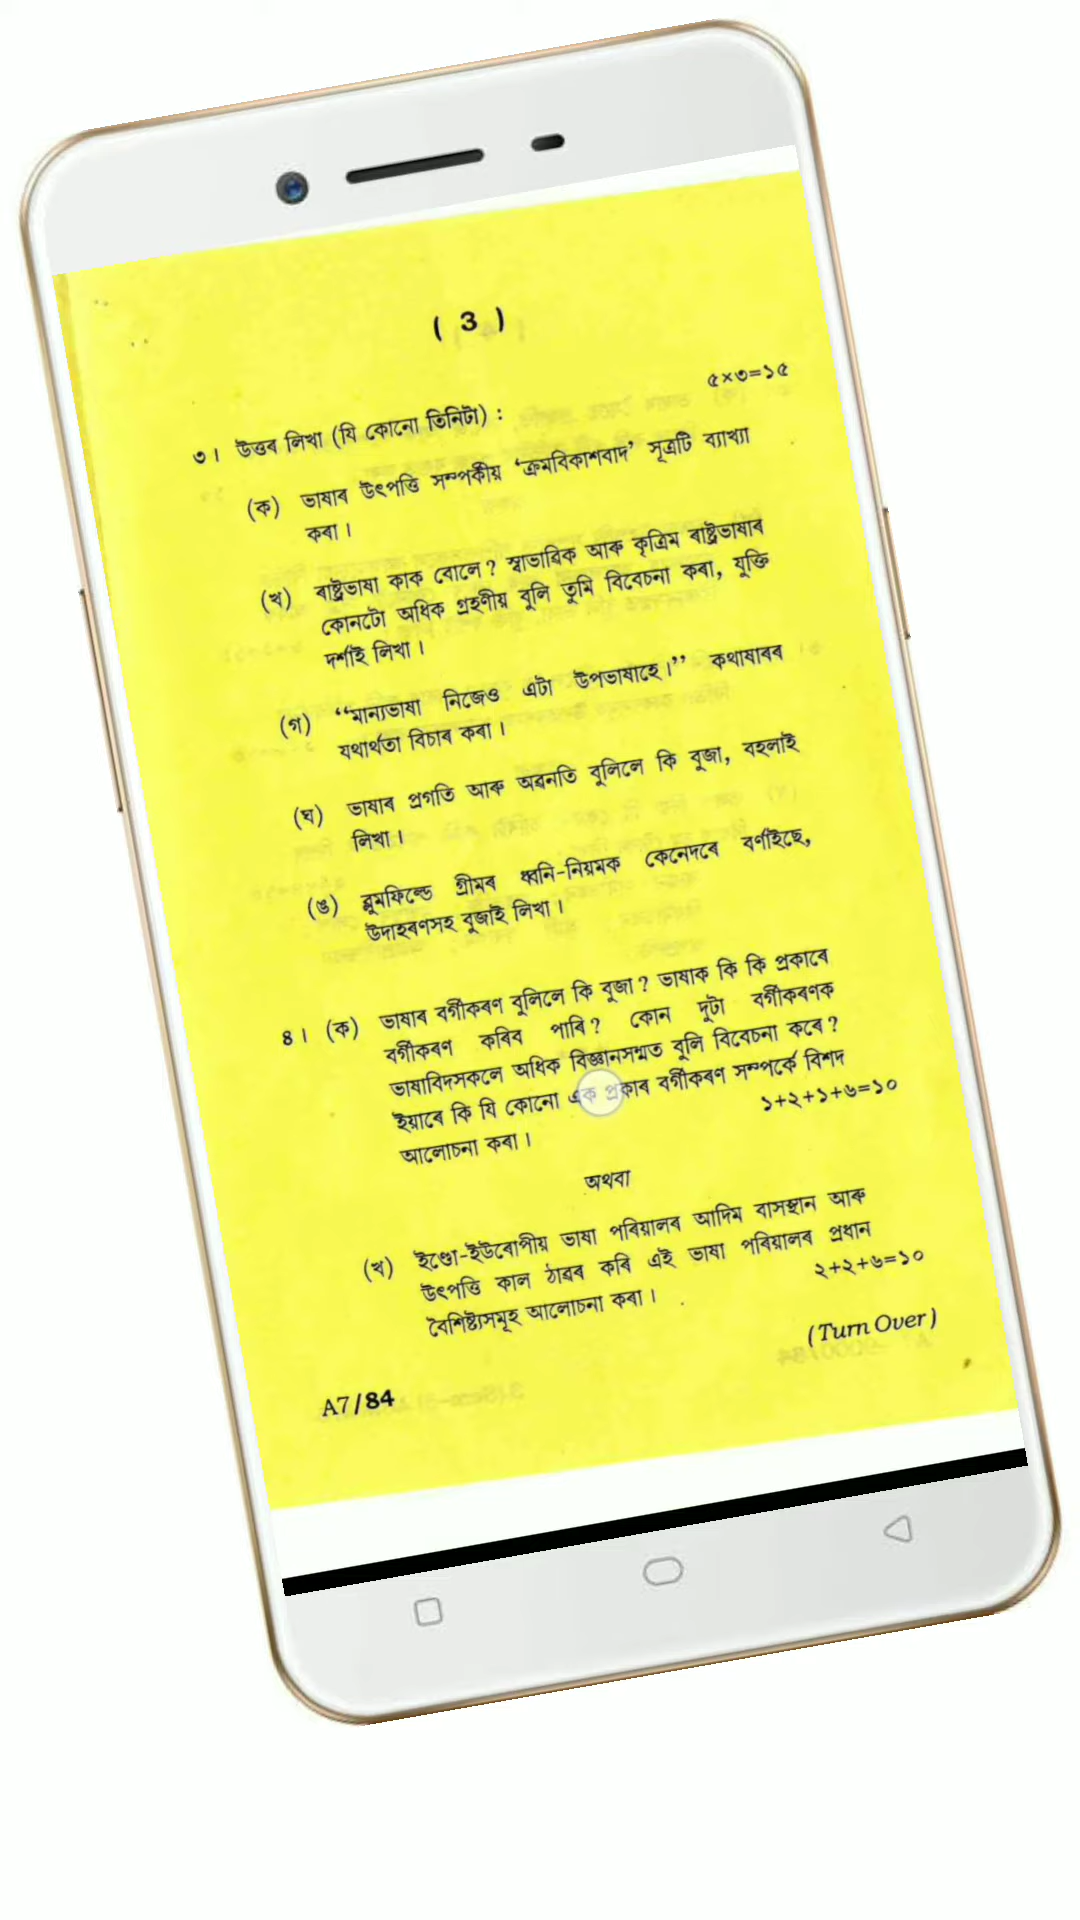 ( 3 )
৫×৩=১৫
৩। উত্তৰ লিখা (যি কোনো তিনিটা) :
(ক) ভাষাৰ উৎপত্তি সম্পৰ্কীয় ‘ক্ৰমবিকাশবাদ’ সূত্ৰটি ব্যাখ্যা
কৰা।
(খ) ৰাষ্ট্ৰভাষা কাক বোলে? স্বাভাৱিক আৰু কৃত্ৰিম ৰাষ্ট্ৰভাষাৰ
কোনটো অধিক গ্ৰহণীয় বুলি তুমি বিবেচনা কৰা, যুক্তি
দৰ্শাই লিখা।
(গ) “মান্যভাষা নিজেও এটা উপভাষাহে।” কথাষাৰৰ
যথাৰ্থতা বিচাৰ কৰা।
(ঘ) ভাষাৰ প্ৰগতি আৰু অৱনতি বুলিলে কি বুজা, বহলাই
লিখা।
(ঙ) ব্লুমফিল্ডে গ্ৰীমৰ ধ্বনি-নিয়মক কেনেদৰে বৰ্ণাইছে,
উদাহৰণসহ বুজাই লিখা।
৪। (ক) ভাষাৰ বৰ্গীকৰণ বুলিলে কি বুজা? ভাষাক কি কি প্ৰকাৰে
বৰ্গীকৰণ কৰিব পাৰি? কোন দুটা বৰ্গীকৰণক
ভাষাবিদসকলে অধিক বিজ্ঞানসন্মত বুলি বিবেচনা কৰে?
ইয়াৰে কি যি কোনো এক প্ৰকাৰ বৰ্গীকৰণ সম্পৰ্কে বিশদ
আলোচনা কৰা। ১+২+১+৬=১০
অথবা
(খ) ইণ্ডো-ইউৰোপীয় ভাষা পৰিয়ালৰ আদিম বাসস্থান আৰু
উৎপত্তি কাল ঠাৱৰ কৰি এই ভাষা পৰিয়ালৰ প্ৰধান
বৈশিষ্ট্যসমূহ আলোচনা কৰা। ২+২+৬=১০
(Turn Over)
A7/84